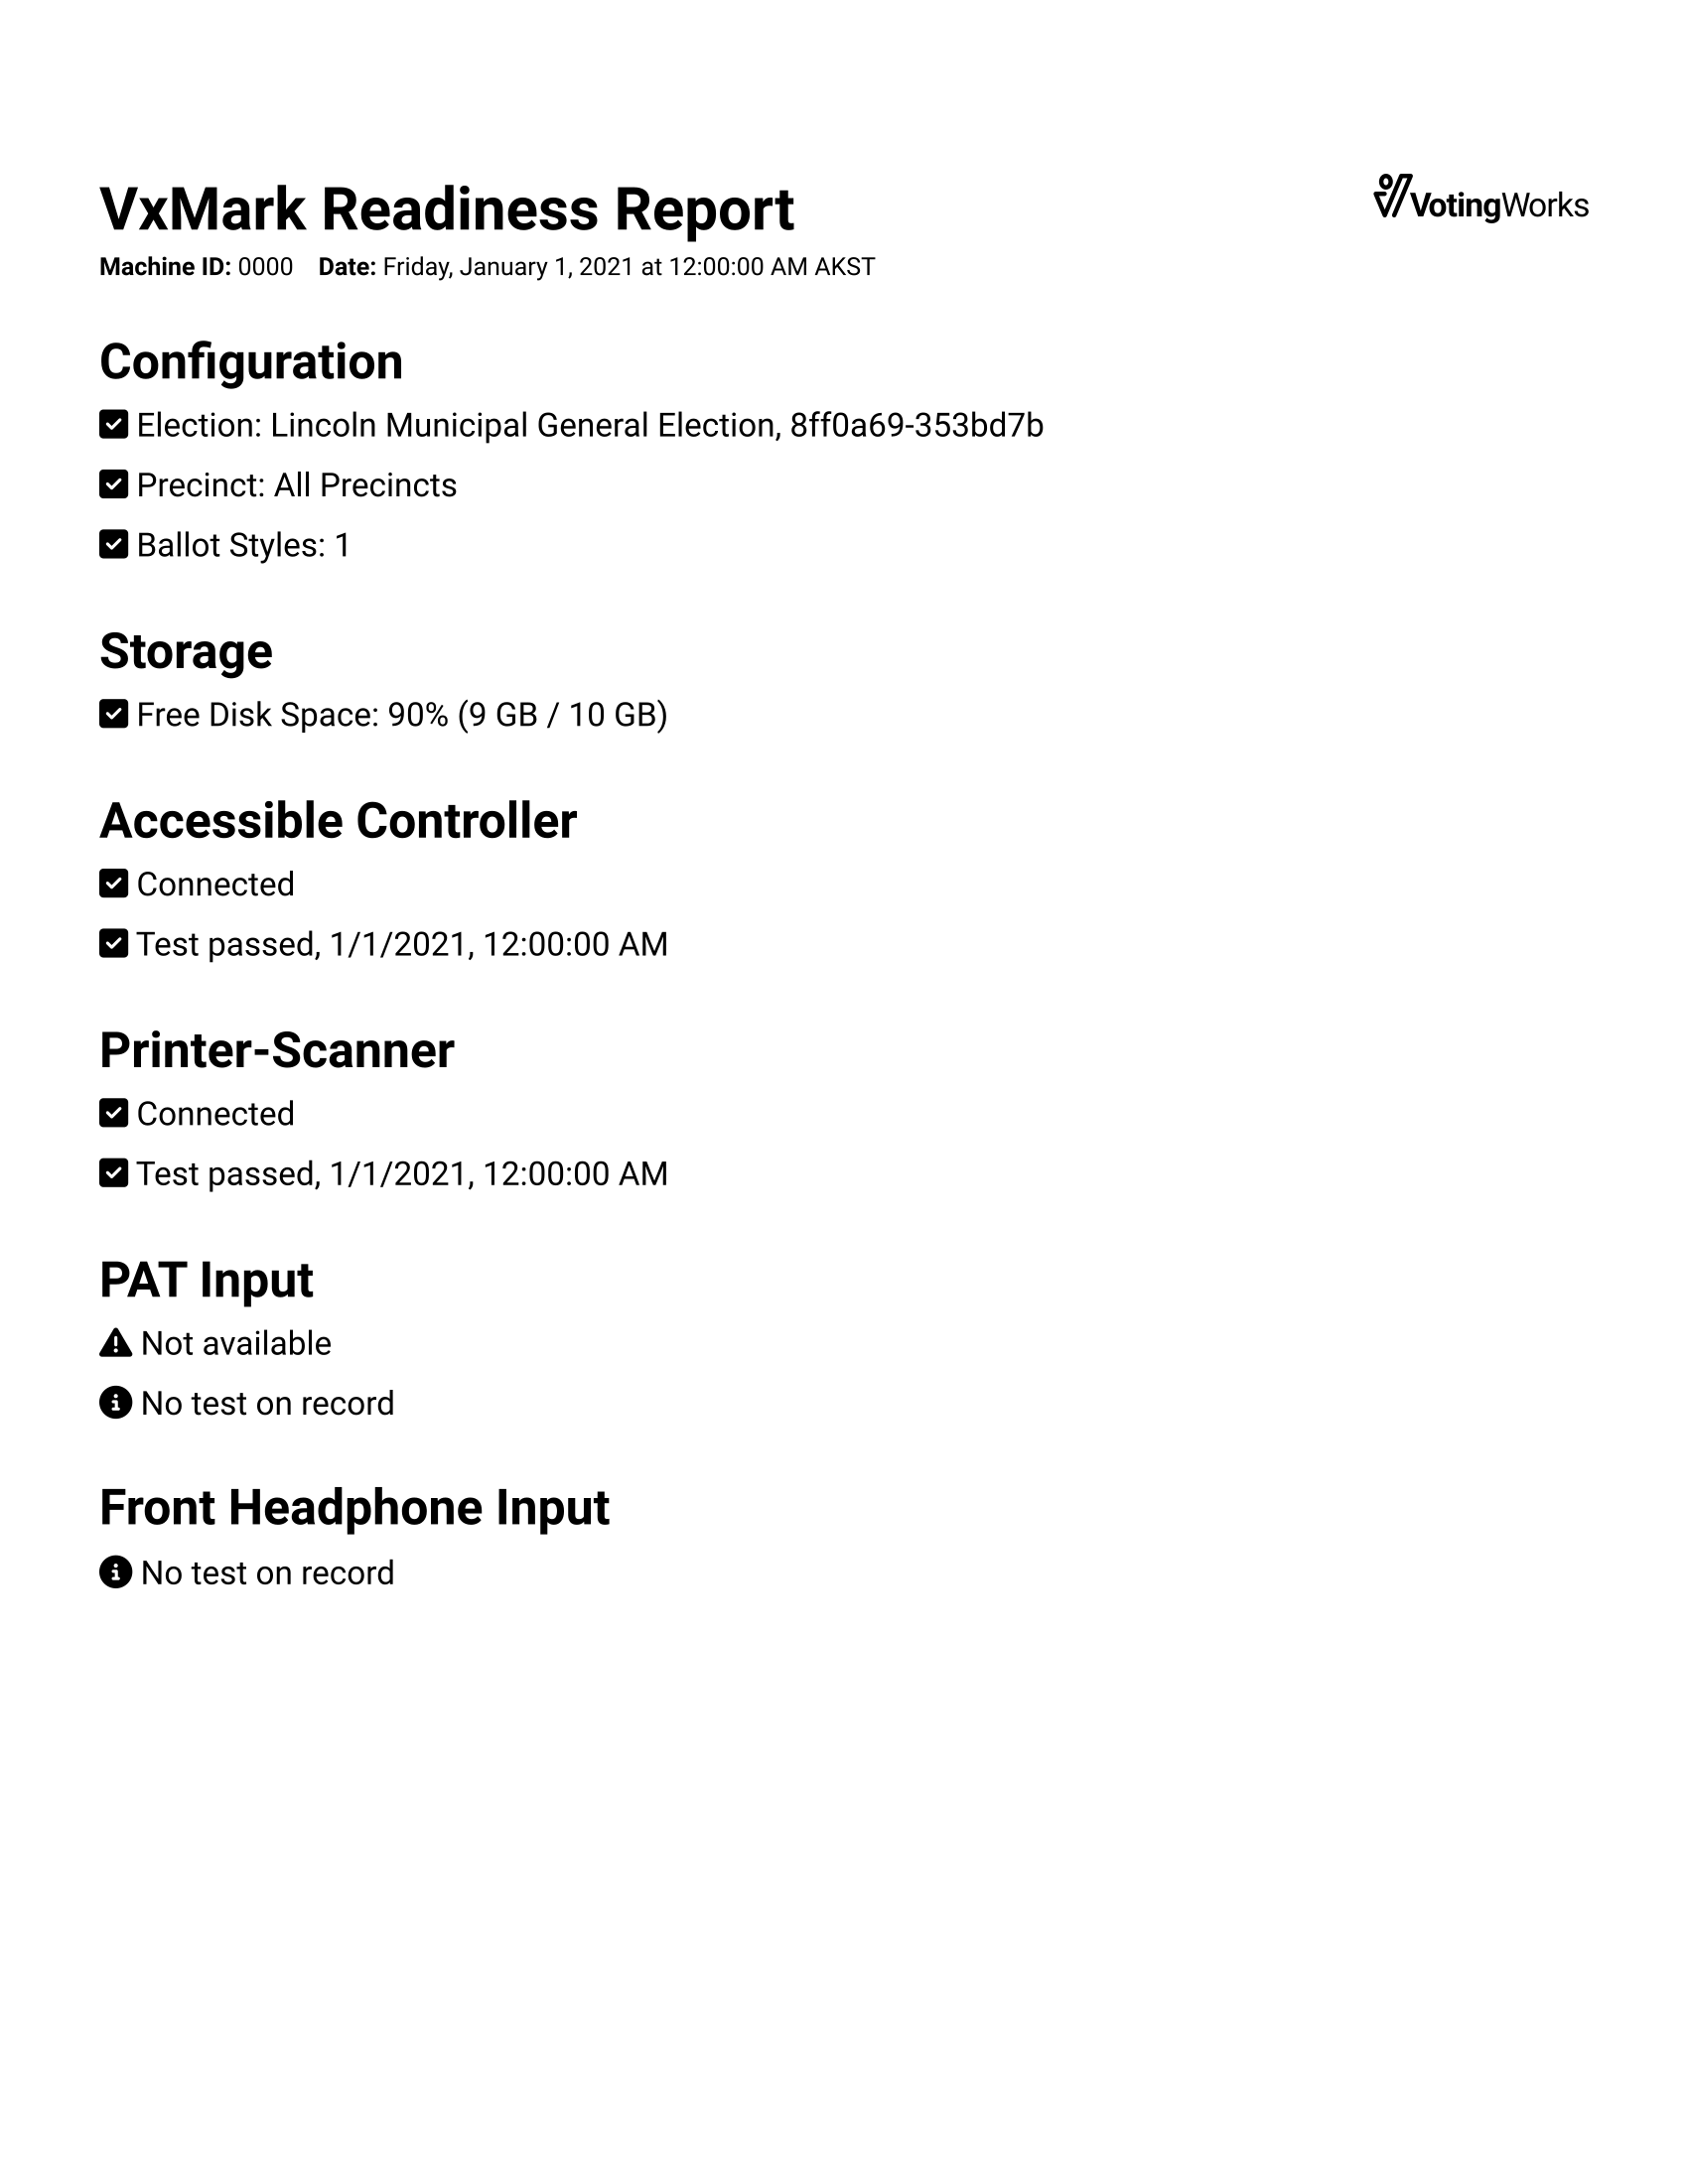 VxMark Readiness Report
VotingWorks
Machine ID: 0000 Date: Friday, January 1, 2021 at 12:00:00 AM AKST
Configuration
Election: Lincoln Municipal General Election, 8ff0a69-353bd7b
Precinct: All Precincts
Ballot Styles: 1
Storage
Free Disk Space: 90% (9 GB / 10 GB)
Accessible Controller
Connected
Test passed, 1/1/2021, 12:00:00 AM
Printer-Scanner
Connected
Test passed, 1/1/2021, 12:00:00 AM
PAT Input
Not available
No test on record
Front Headphone Input
No test on record